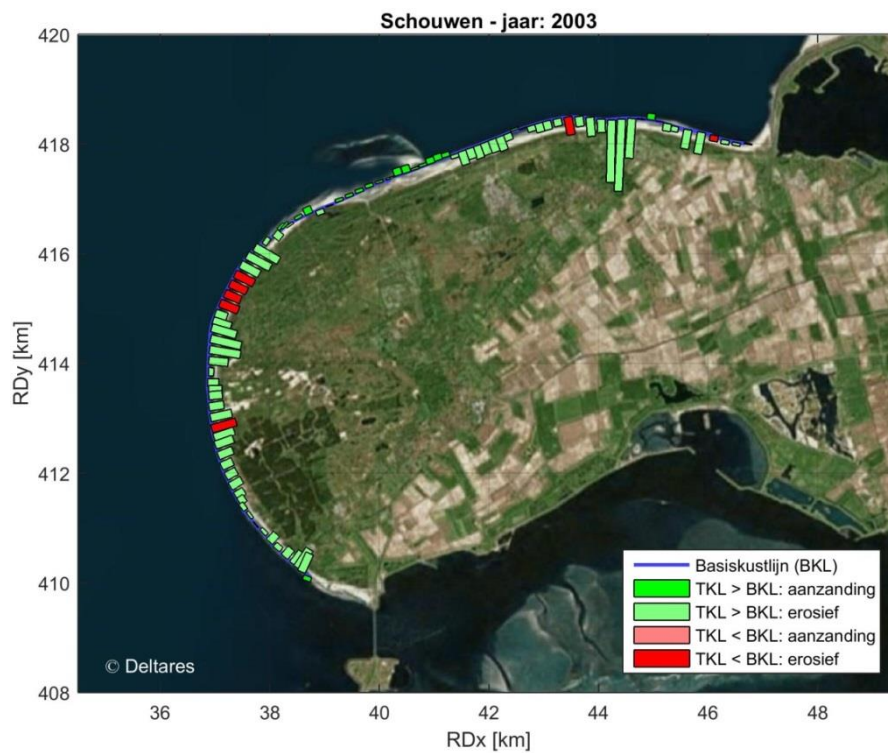 Schouwen - jaar: 2003
420
418
416
414
412
410
408
RDy [km]
36
38
40
42
44
46
48
RDx [km]
© Deltares
Basiskustlijn (BKL)
TKL > BKL: aanzanding
TKL > BKL: erosief
TKL < BKL: aanzanding
TKL < BKL: erosief